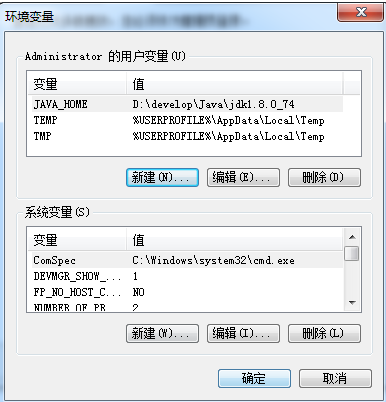 环境变量
Administrator 的用户变量(U)
变量 值
JAVA_HOME D:\develop\Java\jdk1.8.0_74
TEMP %USERPROFILE%\AppData\Local\Temp
TMP %USERPROFILE%\AppData\Local\Temp
新建(N)... 编辑(E)... 删除(D)
系统变量(S)
变量 值
ComSpec C:\Windows\system32\cmd.exe
DEVMGR_SHOW_... 1
FP_NO_HOST_C... NO
NUMBER_OF_PR... 2
新建(W)... 编辑(I)... 删除(L)
确定 取消